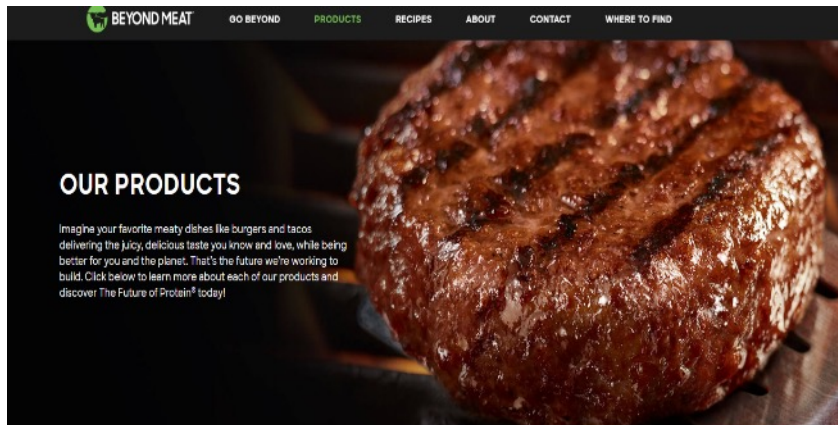 BEYOND MEAT
GO BEYOND
PRODUCTS
RECIPES
ABOUT
CONTACT
WHERE TO FIND
OUR PRODUCTS
Imagine your favorite meaty dishes like burgers and tacos
delivering the juicy, delicious taste you know and love, while being
better for you and the planet. That's the future we're working to
build. Click below to learn more about each of our products and
discover The Future of Protein® today!